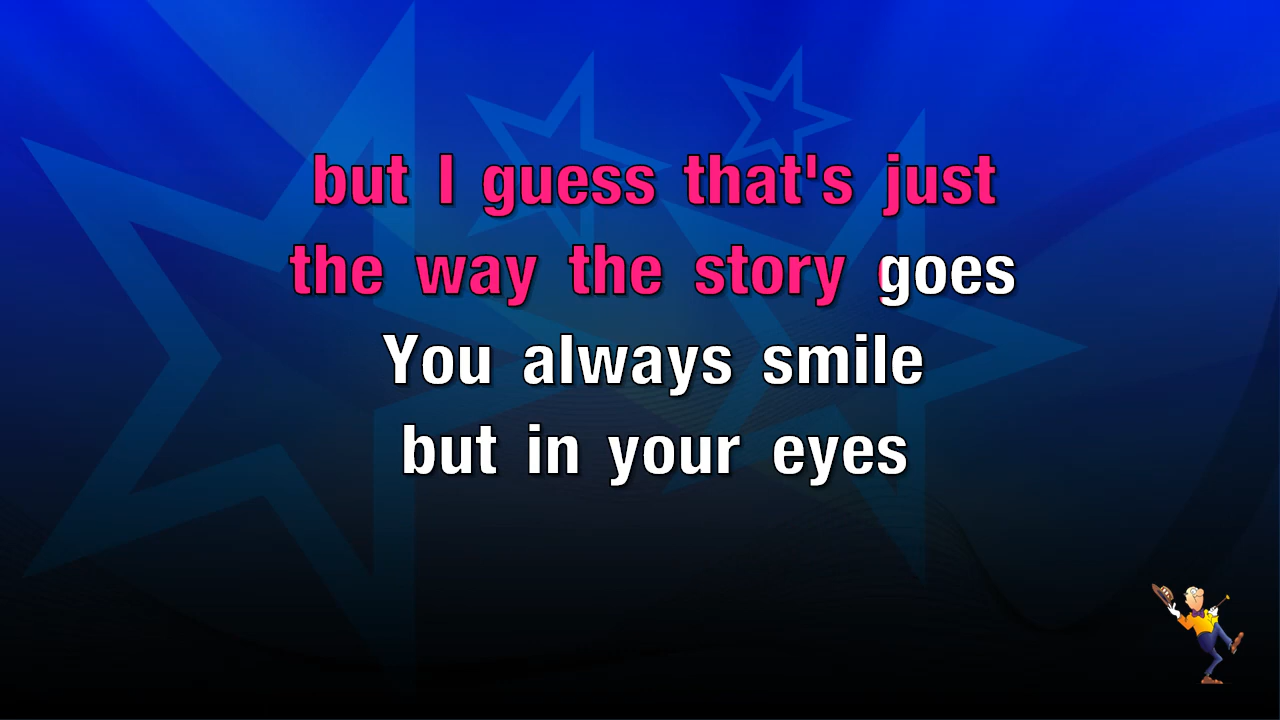 but I guess that's just
the way the story goes
You always smile
but in your eyes